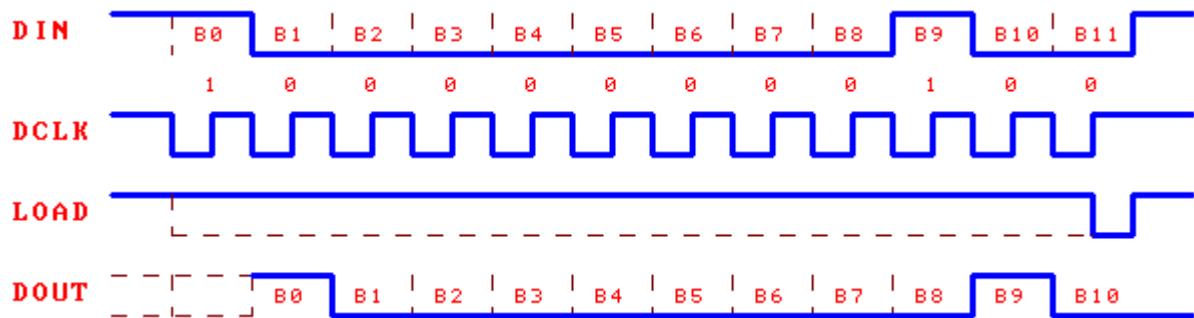 DIN B0 B1 B2 B3 B4 B5 B6 B7 B8 B9 B10 B11
1 0 0 0 0 0 0 0 0 1 0 0
DCLK
LOAD
DOUT B0 B1 B2 B3 B4 B5 B6 B7 B8 B9 B10